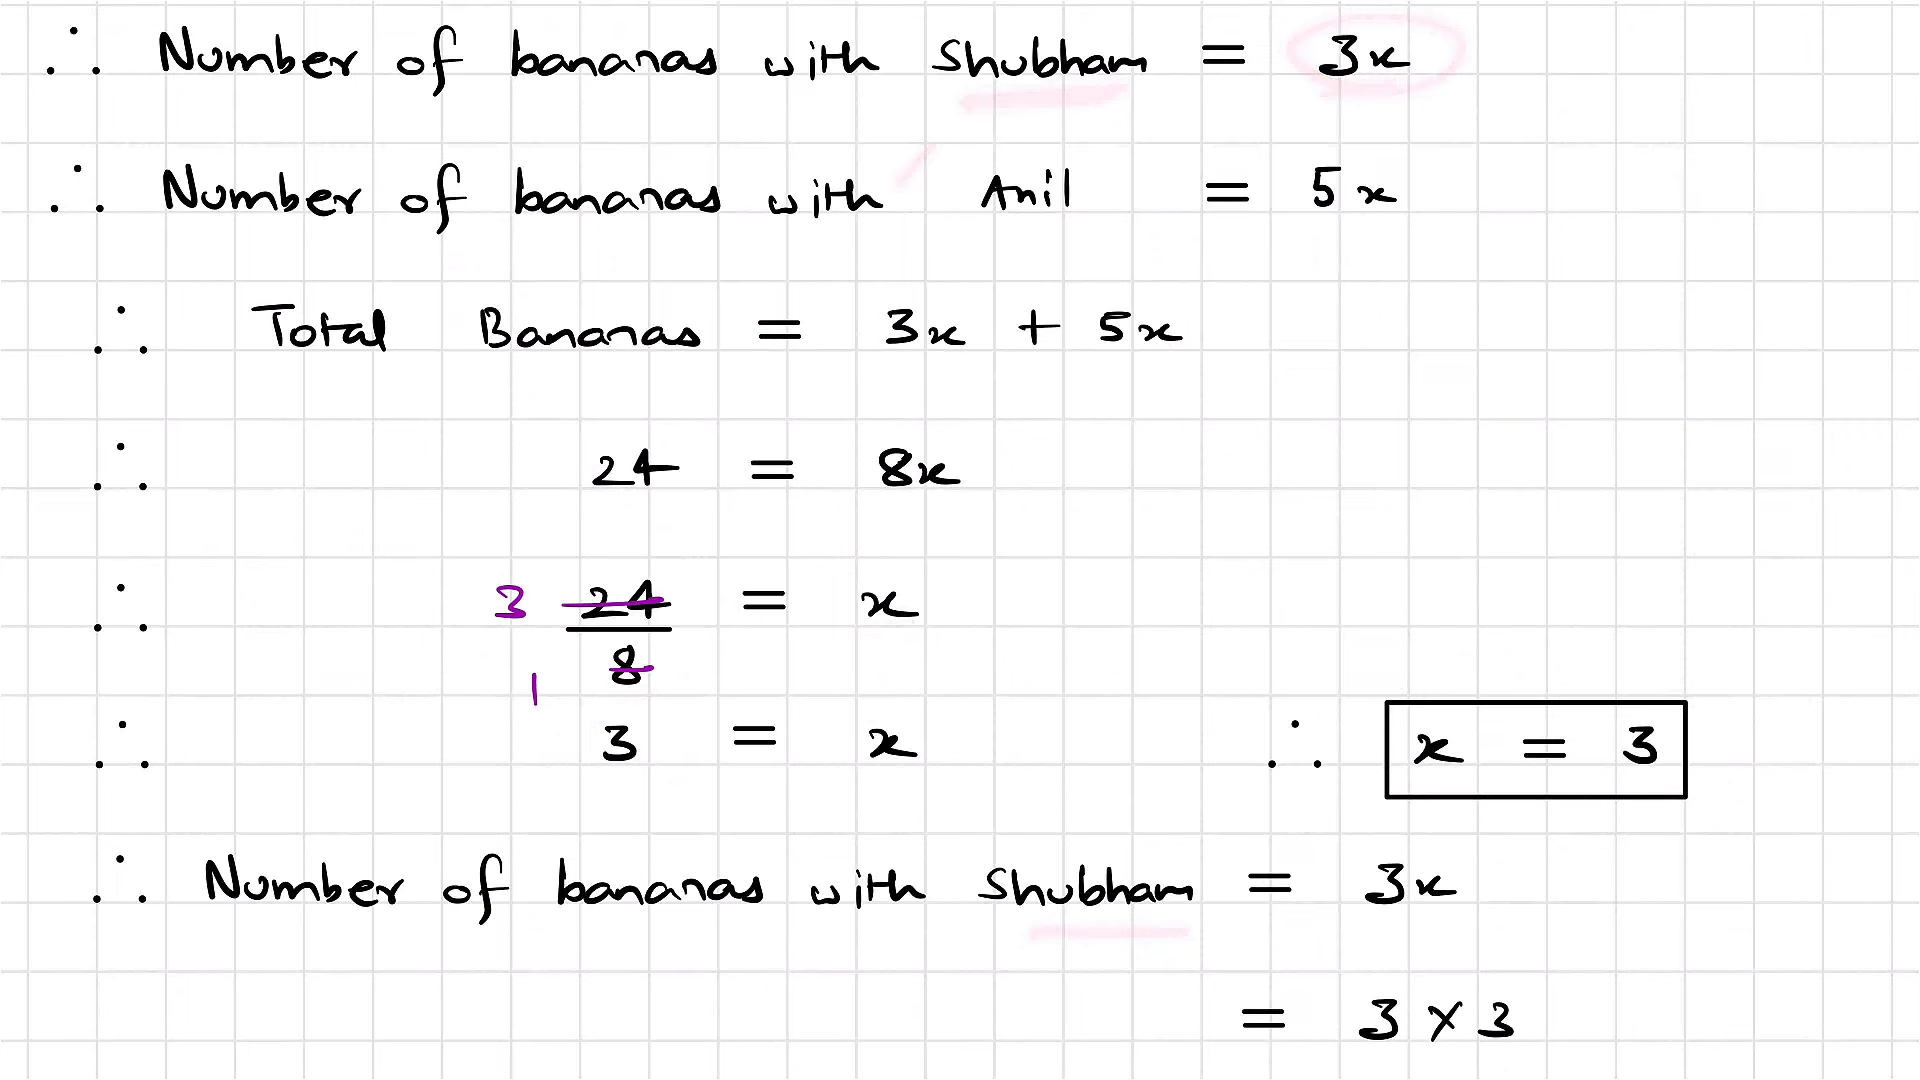 ∴ Number of bananas with Shubham = 3x
∴ Number of bananas with Anil = 5x
∴ Total Bananas = 3x + 5x
∴ 24 = 8x
∴ 3 24/8 1 = x
∴ 3 = x ∴ x = 3
∴ Number of bananas with Shubham = 3x
= 3 × 3